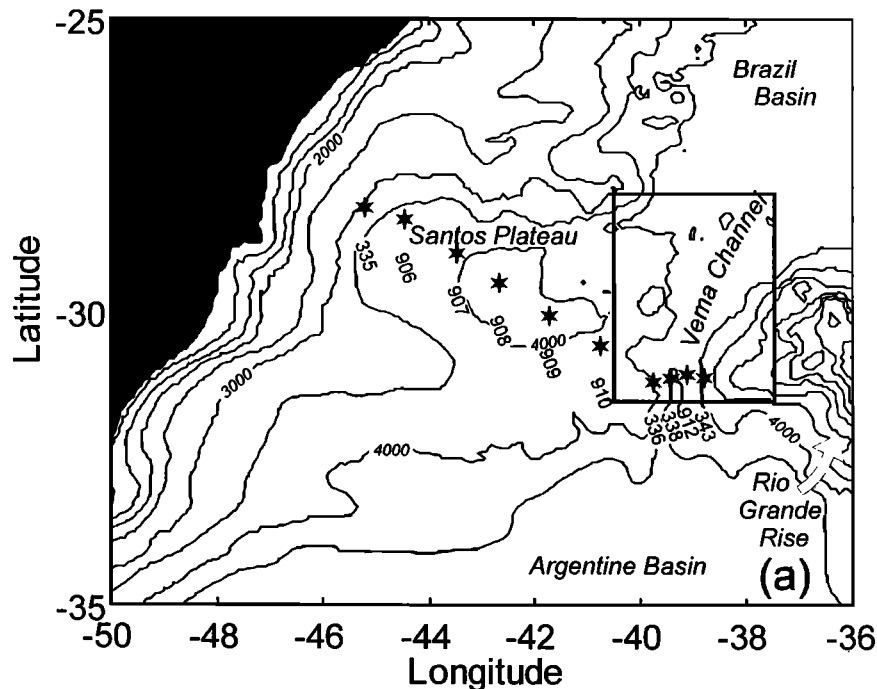 -25
Brazil
Basin
2000
335
906
Santos Plateau
907
908
4000
909
910
Vema Channel
-30
Latitude
3000
336
338
912
343
4000
4000
Rio
Grande
Rise
Argentine Basin
(a)
-35
-50 -48 -46 -44 -42 -40 -38 -36
Longitude